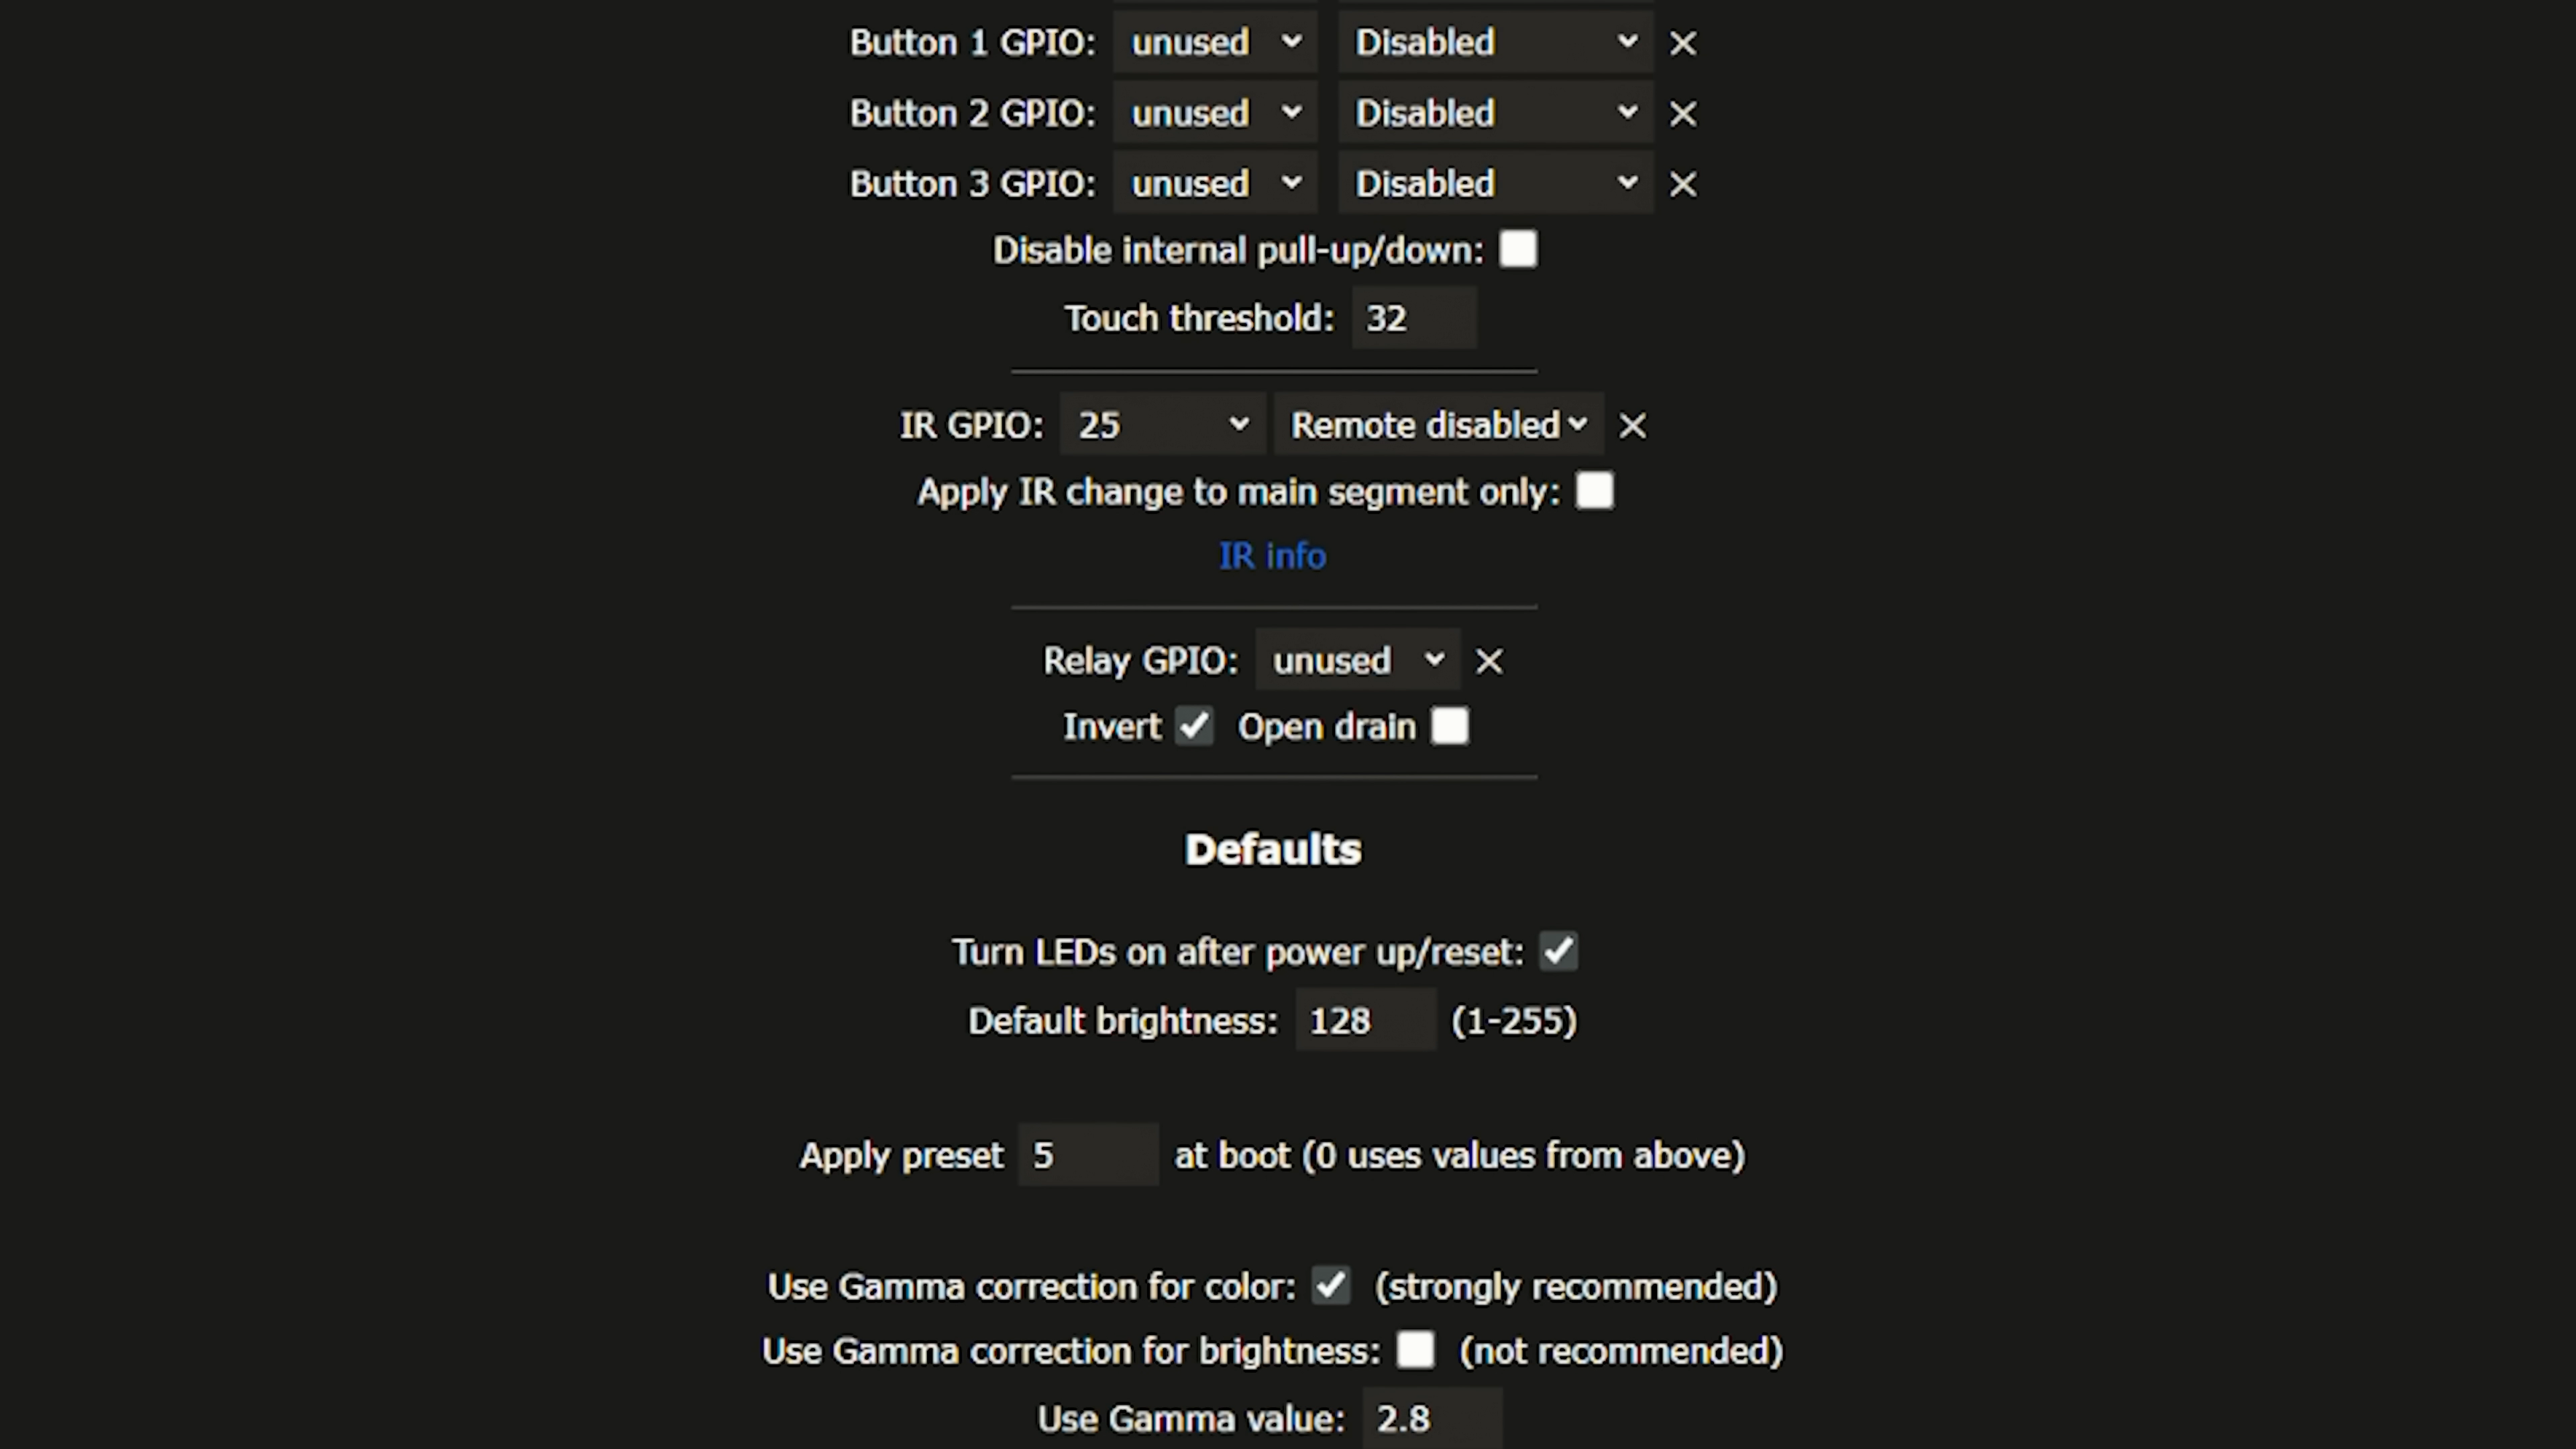 Button 1 GPIO: unused Disabled ×
Button 2 GPIO: unused Disabled ×
Button 3 GPIO: unused Disabled ×
Disable internal pull-up/down:
Touch threshold: 32
IR GPIO: 25 Remote disabled ×
Apply IR change to main segment only:
IR info
Relay GPIO: unused ×
Invert Open drain
Defaults
Turn LEDs on after power up/reset:
Default brightness: 128 (1-255)
Apply preset 5 at boot (0 uses values from above)
Use Gamma correction for color: (strongly recommended)
Use Gamma correction for brightness: (not recommended)
Use Gamma value: 2.8